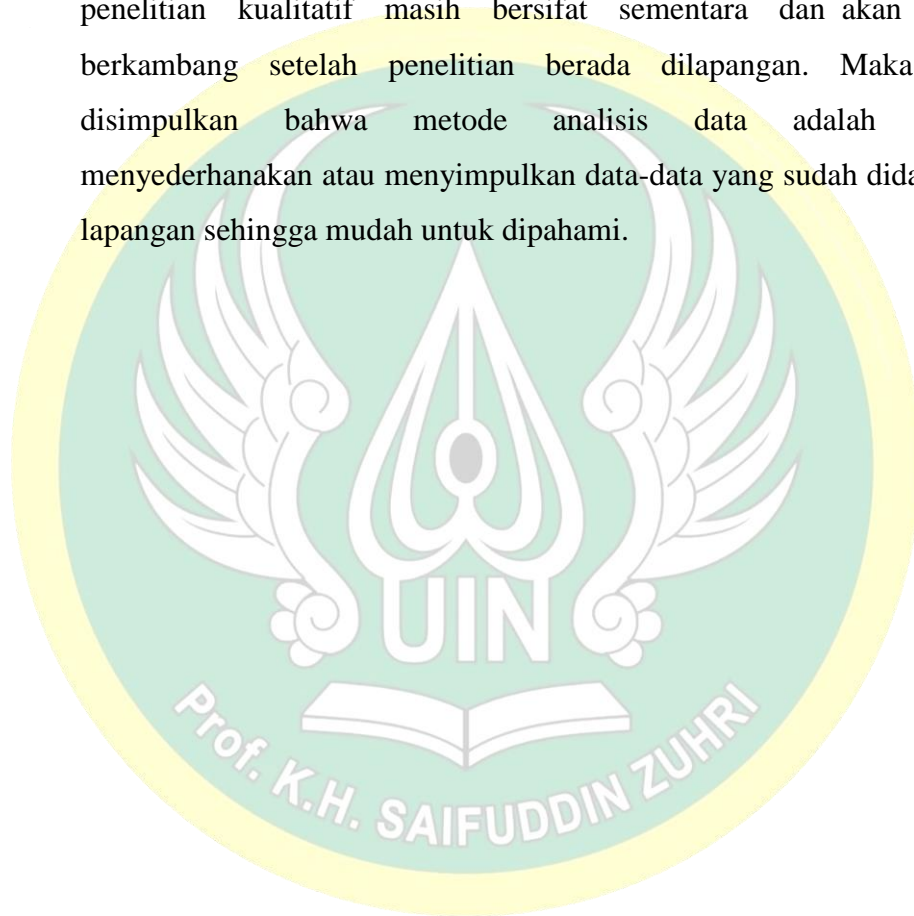 penelitian kualitatif masih bersifat sementara dan akan
berkambang setelah penelitian berada dilapangan. Maka
disimpulkan bahwa metode analisis data adalah
menyederhanakan atau menyimpulkan data-data yang sudah
lapangan sehingga mudah untuk dipahami.
UIN
Prof. K.H. SAIFUDDIN ZUHRI